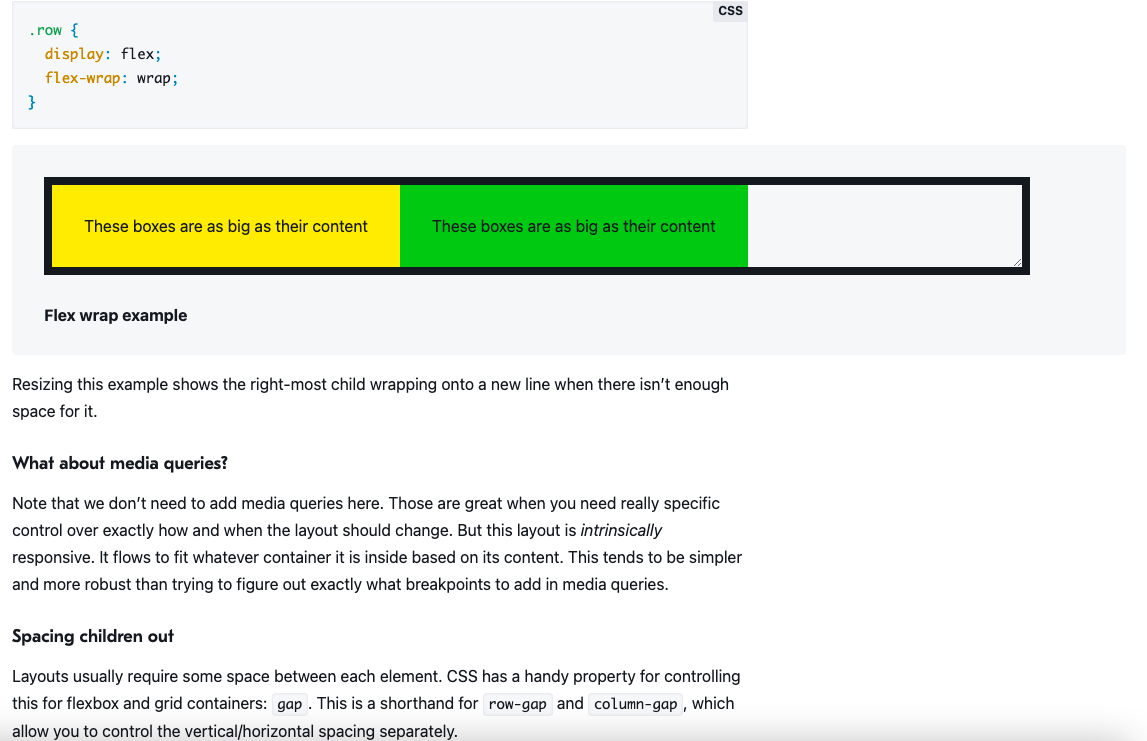 CSS
.row {
  display: flex;
  flex-wrap: wrap;
}
These boxes are as big as their content
These boxes are as big as their content
Flex wrap example
Resizing this example shows the right-most child wrapping onto a new line when there isn’t enough
space for it.
What about media queries?
Note that we don’t need to add media queries here. Those are great when you need really specific
control over exactly how and when the layout should change. But this layout is intrinsically
responsive. It flows to fit whatever container it is inside based on its content. This tends to be simpler
and more robust than trying to figure out exactly what breakpoints to add in media queries.
Spacing children out
Layouts usually require some space between each element. CSS has a handy property for controlling
this for flexbox and grid containers: gap. This is a shorthand for row-gap and column-gap, which
allow you to control the vertical/horizontal spacing separately.